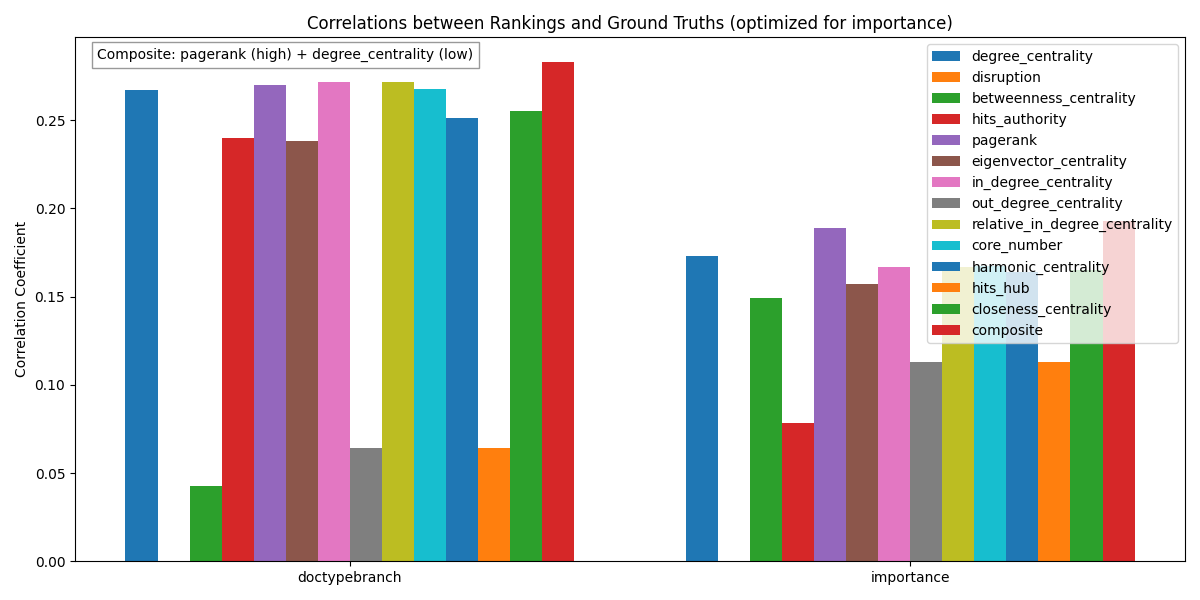 Correlations between Rankings and Ground Truths (optimized for importance)
Composite: pagerank (high) + degree_centrality (low)
degree_centrality
disruption
betweenness_centrality
hits_authority
pagerank
eigenvector_centrality
in_degree_centrality
out_degree_centrality
relative_in_degree_centrality
core_number
harmonic_centrality
hits_hub
closeness_centrality
composite
Correlation Coefficient
0.25
0.20
0.15
0.10
0.05
0.00
doctypebranch
importance